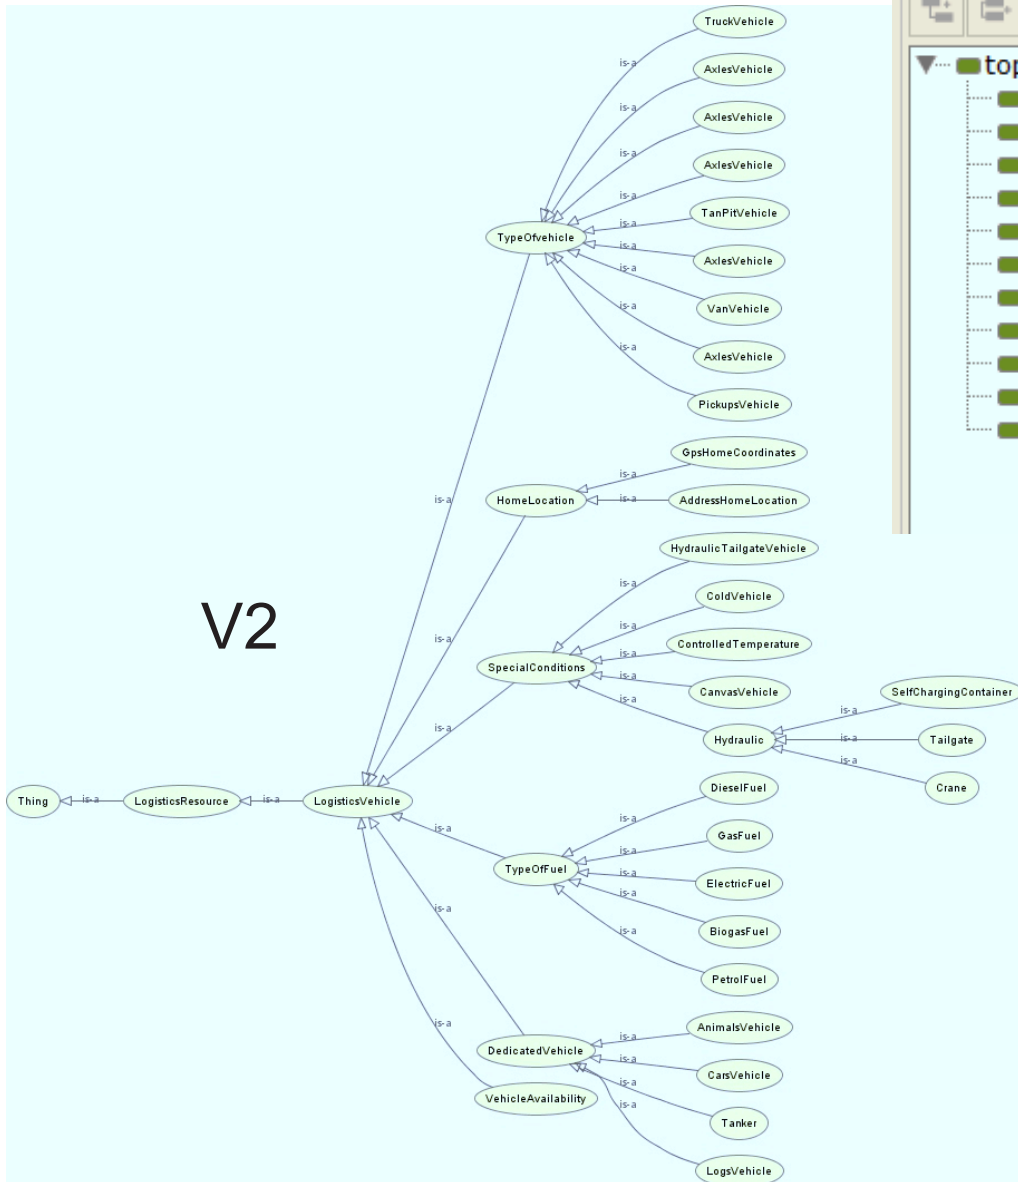 TruckVehicle
is-a
AxlesVehicle
is-a
AxlesVehicle
is-a
AxlesVehicle
is-a
TanPitVehicle
is-a
TypeOfvehicle
AxlesVehicle
is-a
VanVehicle
is-a
AxlesVehicle
is-a
PickupsVehicle
is-a
GpsHomeCoordinates
is-a
HomeLocation
is-a
AddressHomeLocation
is-a
HydraulicTailgateVehicle
is-a
ColdVehicle
is-a
ControlledTemperature
is-a
SpecialConditions
is-a
CanvasVehicle
is-a
SelfChargingContainer
is-a
Hydraulic
is-a
Tailgate
is-a
Crane
is-a
is-a
is-a
V2
Thing
is-a
LogisticsResource
is-a
LogisticsVehicle
is-a
DieselFuel
is-a
GasFuel
is-a
TypeOfFuel
is-a
ElectricFuel
is-a
BiogasFuel
is-a
PetrolFuel
is-a
is-a
AnimalsVehicle
is-a
DedicatedVehicle
is-a
CarsVehicle
is-a
VehicleAvailability
is-a
Tanker
is-a
LogsVehicle
top